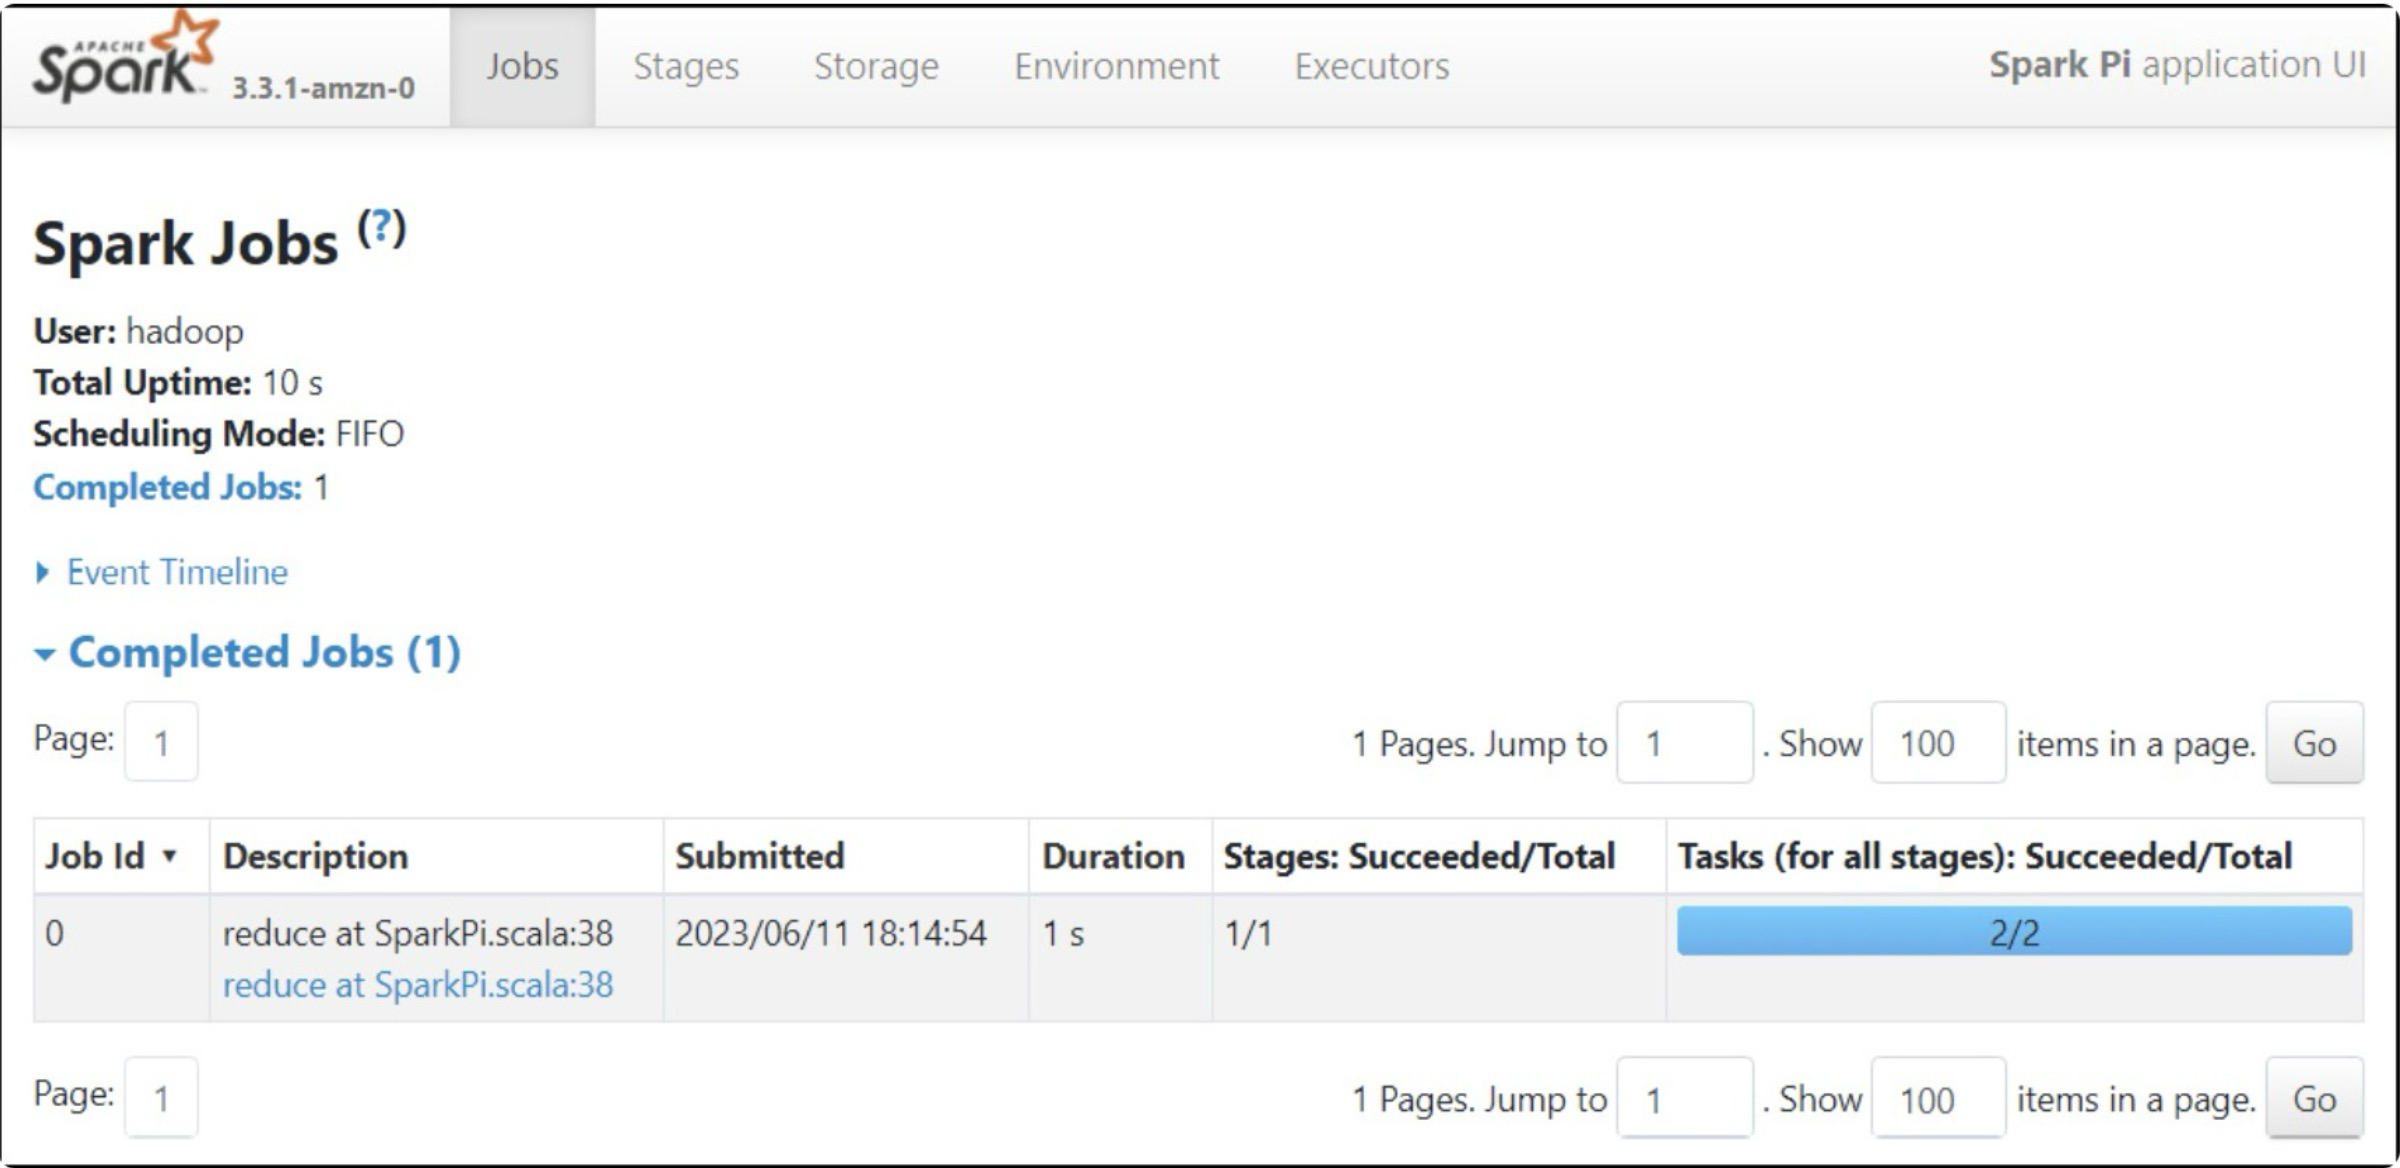 APACHE
Spark 3.3.1-amzn-0 Jobs Stages Storage Environment Executors Spark Pi application UI
Spark Jobs (?)
User: hadoop
Total Uptime: 10 s
Scheduling Mode: FIFO
Completed Jobs: 1
Event Timeline
Completed Jobs (1)
Page: 1 1 Pages. Jump to 1 . Show 100 items in a page. Go
Job Id ▾ Description Submitted Duration Stages: Succeeded/Total Tasks (for all stages): Succeeded/Total
0 reduce at SparkPi.scala:38 2023/06/11 18:14:54 1 s 1/1 2/2
reduce at SparkPi.scala:38
Page: 1 1 Pages. Jump to 1 . Show 100 items in a page. Go